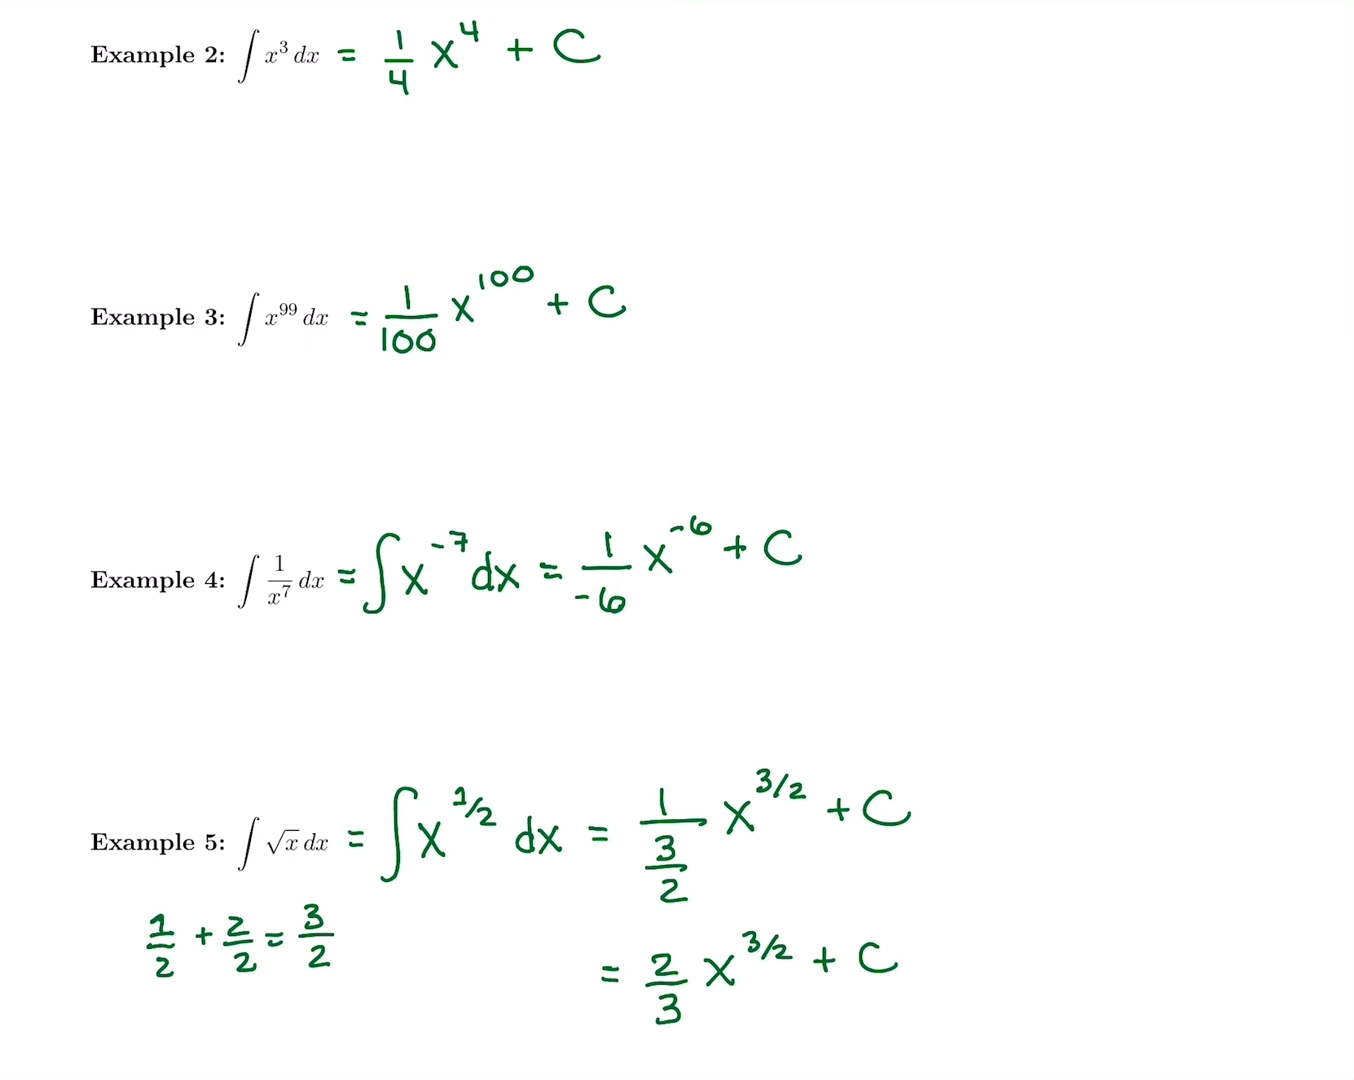 Example 2: ∫ x³ dx = 1/4 x⁴ + C
Example 3: ∫ x⁹⁹ dx = 1/100 x¹⁰⁰ + C
Example 4: ∫ 1/x⁷ dx = ∫ x⁻⁷ dx = 1/-6 x⁻⁶ + C
Example 5: ∫ √x dx = ∫ x^1/2 dx = 1/(3/2) x^3/2 + C
1/2 + 2/2 = 3/2
= 2/3 x^3/2 + C